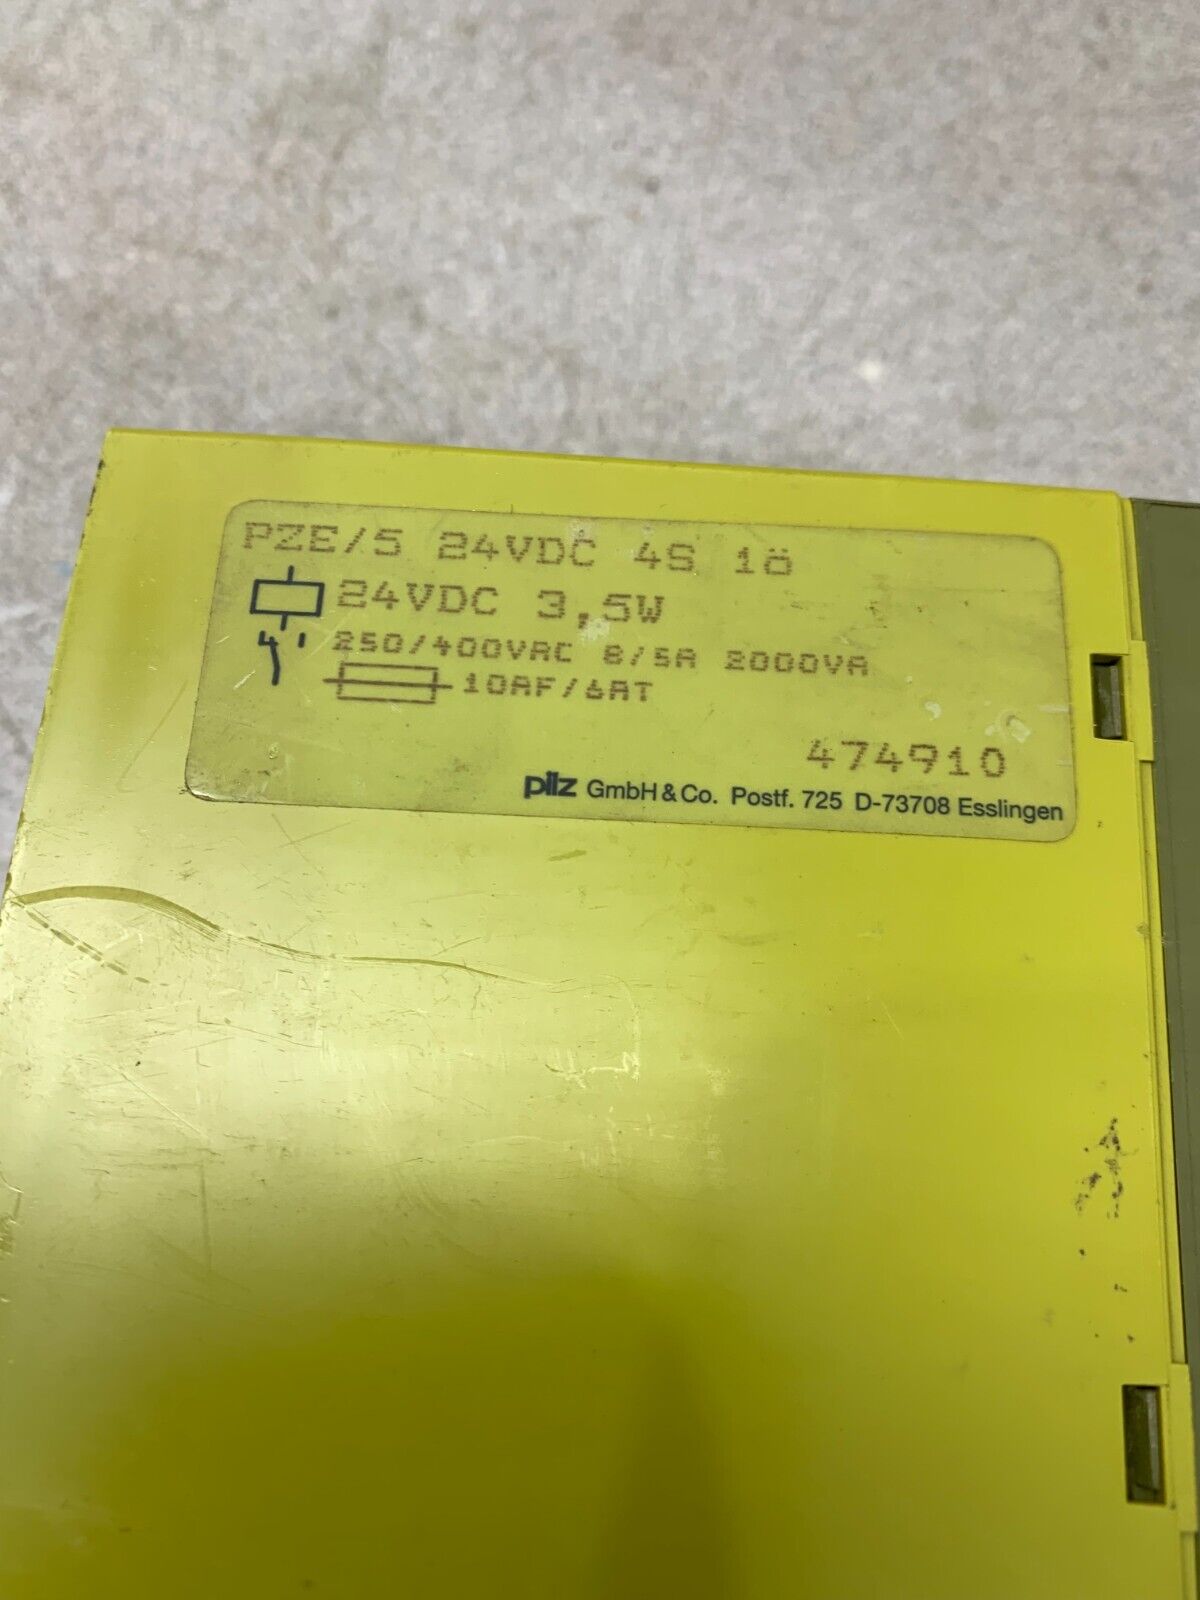 PZE/5 24VDC 4S 1ö
24VDC 3,5W
250/400VAC 8/5A 2000VA
10AF/6AT
474910
pilz GmbH & Co. Postf. 725 D-73708 Esslingen